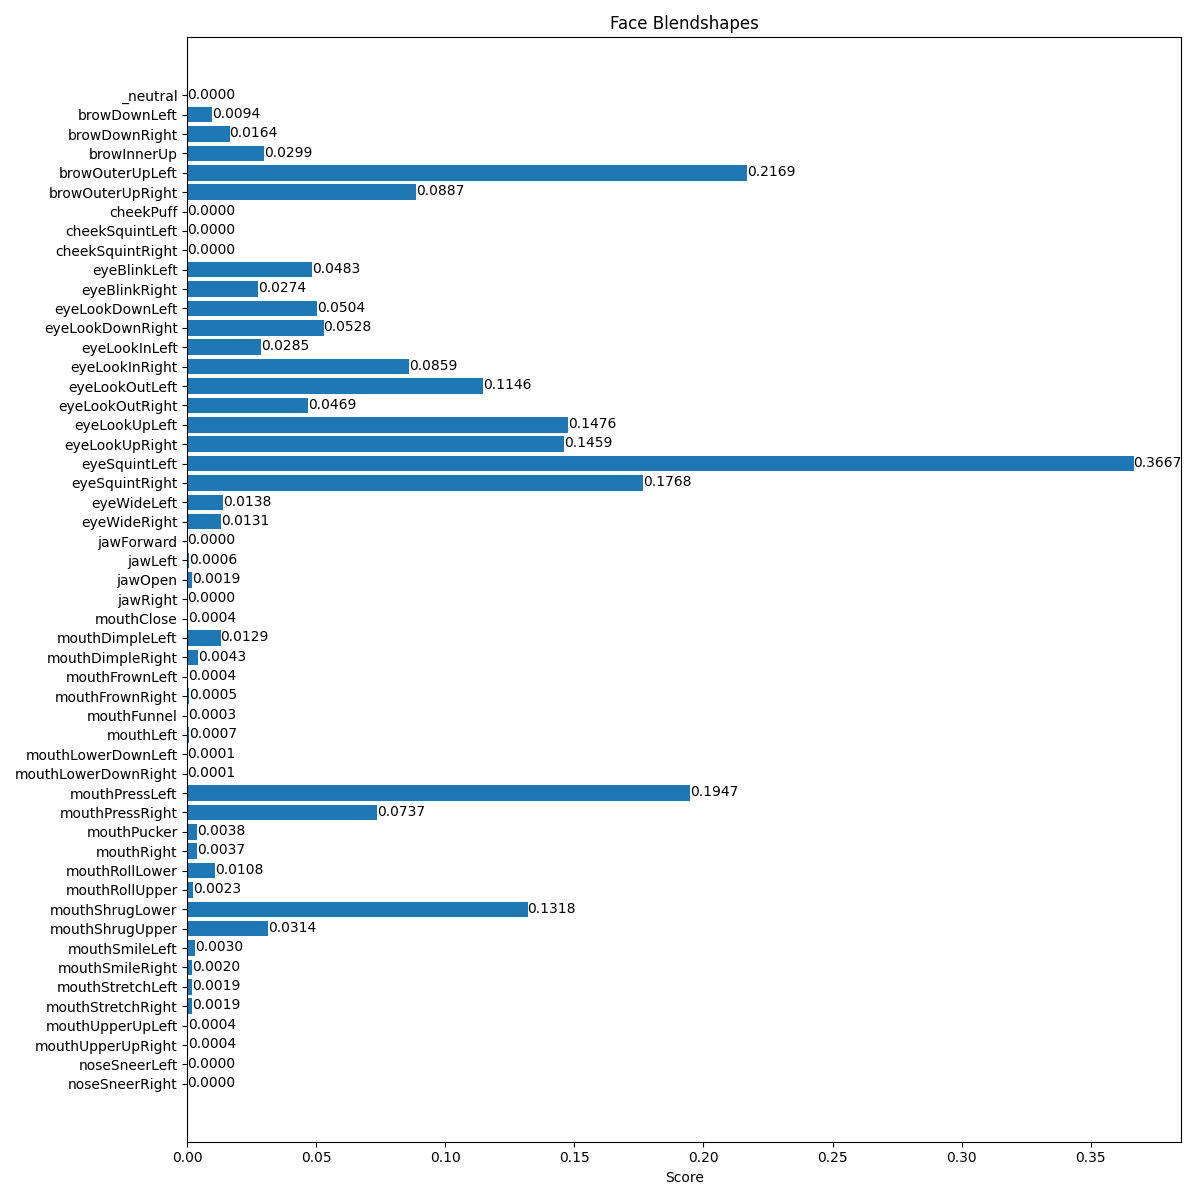 Face Blendshapes
_neutral 0.0000
browDownLeft 0.0094
browDownRight 0.0164
browInnerUp 0.0299
browOuterUpLeft 0.2169
browOuterUpRight 0.0887
cheekPuff 0.0000
cheekSquintLeft 0.0000
cheekSquintRight 0.0000
eyeBlinkLeft 0.0483
eyeBlinkRight 0.0274
eyeLookDownLeft 0.0504
eyeLookDownRight 0.0528
eyeLookInLeft 0.0285
eyeLookInRight 0.0859
eyeLookOutLeft 0.1146
eyeLookOutRight 0.0469
eyeLookUpLeft 0.1476
eyeLookUpRight 0.1459
eyeSquintLeft 0.3667
eyeSquintRight 0.1768
eyeWideLeft 0.0138
eyeWideRight 0.0131
jawForward 0.0000
jawLeft 0.0006
jawOpen 0.0019
jawRight 0.0000
mouthClose 0.0004
mouthDimpleLeft 0.0129
mouthDimpleRight 0.0043
mouthFrownLeft 0.0004
mouthFrownRight 0.0005
mouthFunnel 0.0003
mouthLeft 0.0007
mouthLowerDownLeft 0.0001
mouthLowerDownRight 0.0001
mouthPressLeft 0.1947
mouthPressRight 0.0737
mouthPucker 0.0038
mouthRight 0.0037
mouthRollLower 0.0108
mouthRollUpper 0.0023
mouthShrugLower 0.1318
mouthShrugUpper 0.0314
mouthSmileLeft 0.0030
mouthSmileRight 0.0020
mouthStretchLeft 0.0019
mouthStretchRight 0.0019
mouthUpperUpLeft 0.0004
mouthUpperUpRight 0.0004
noseSneerLeft 0.0000
noseSneerRight 0.0000
0.00 0.05 0.10 0.15 0.20 0.25 0.30 0.35
Score